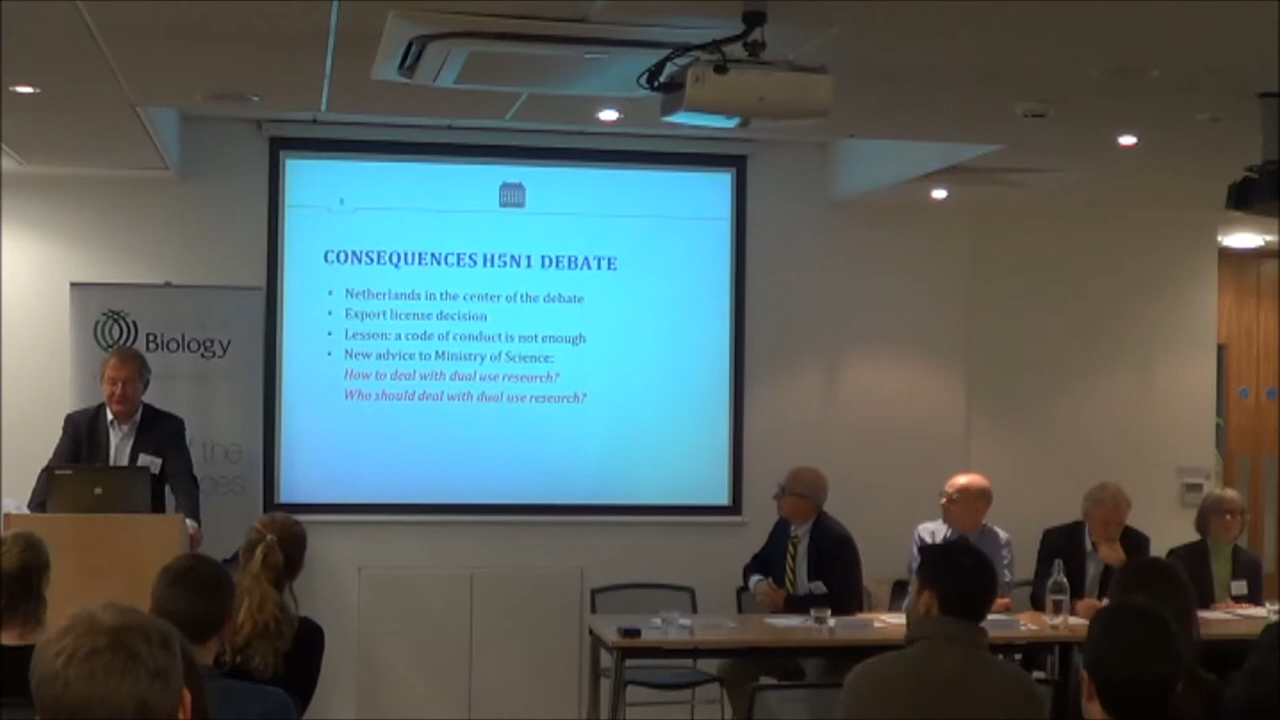 CONSEQUENCES H5N1 DEBATE
• Netherlands in the center of the debate
• Export license decision
• Lesson: a code of conduct is not enough
• New advice to Ministry of Science:
How to deal with dual use research?
Who should deal with dual use research?
Biology
the